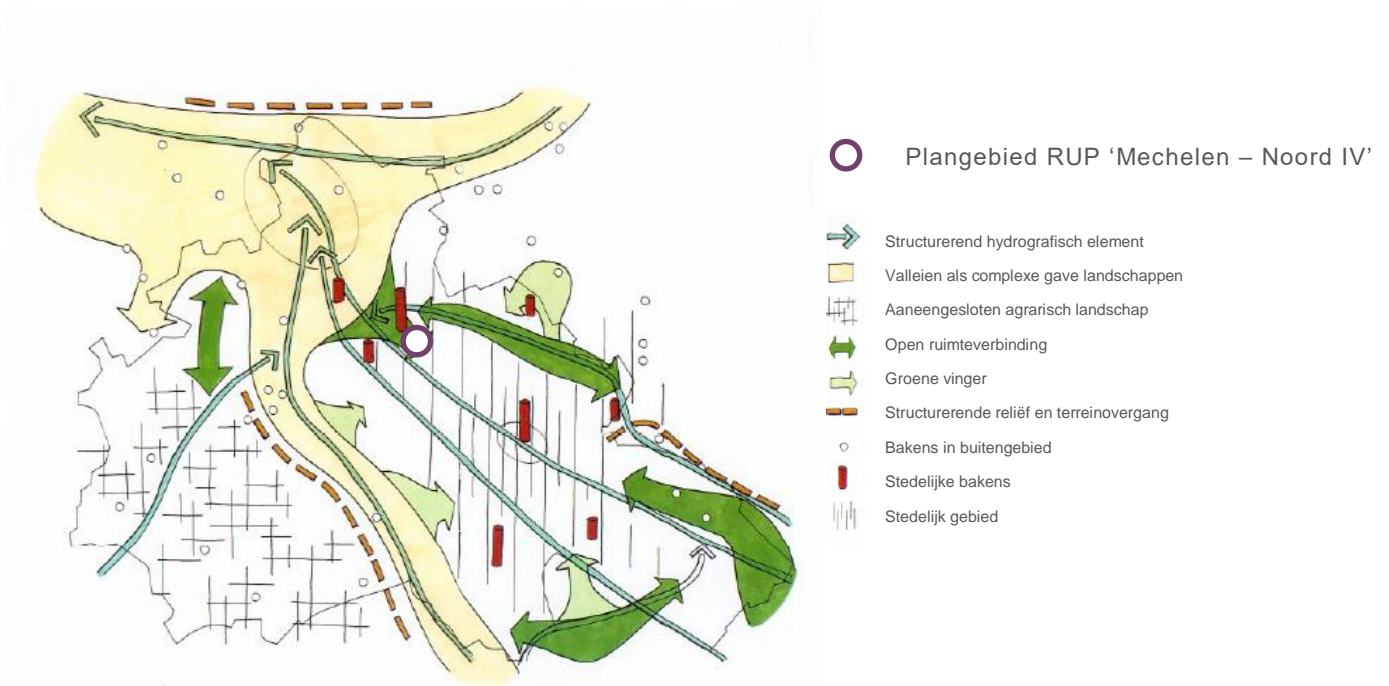 Plangebied RUP ‘Mechelen – Noord IV’
Structurerend hydrografisch element
Valleien als complexe gave landschappen
Aaneengesloten agrarisch landschap
Open ruimteverbinding
Groene vinger
Structurerende reliëf en terreinovergang
Bakens in buitengebied
Stedelijke bakens
Stedelijk gebied